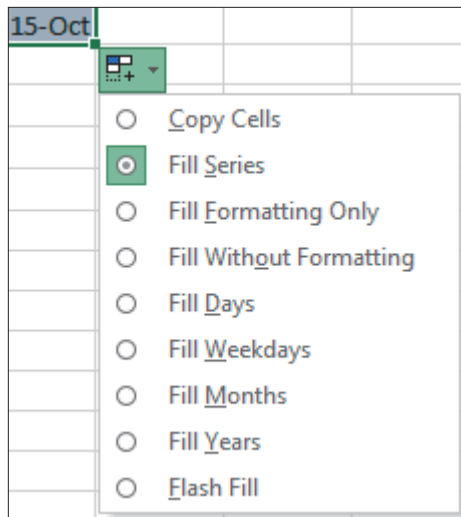 15-Oct
Copy Cells
Fill Series
Fill Formatting Only
Fill Without Formatting
Fill Days
Fill Weekdays
Fill Months
Fill Years
Flash Fill